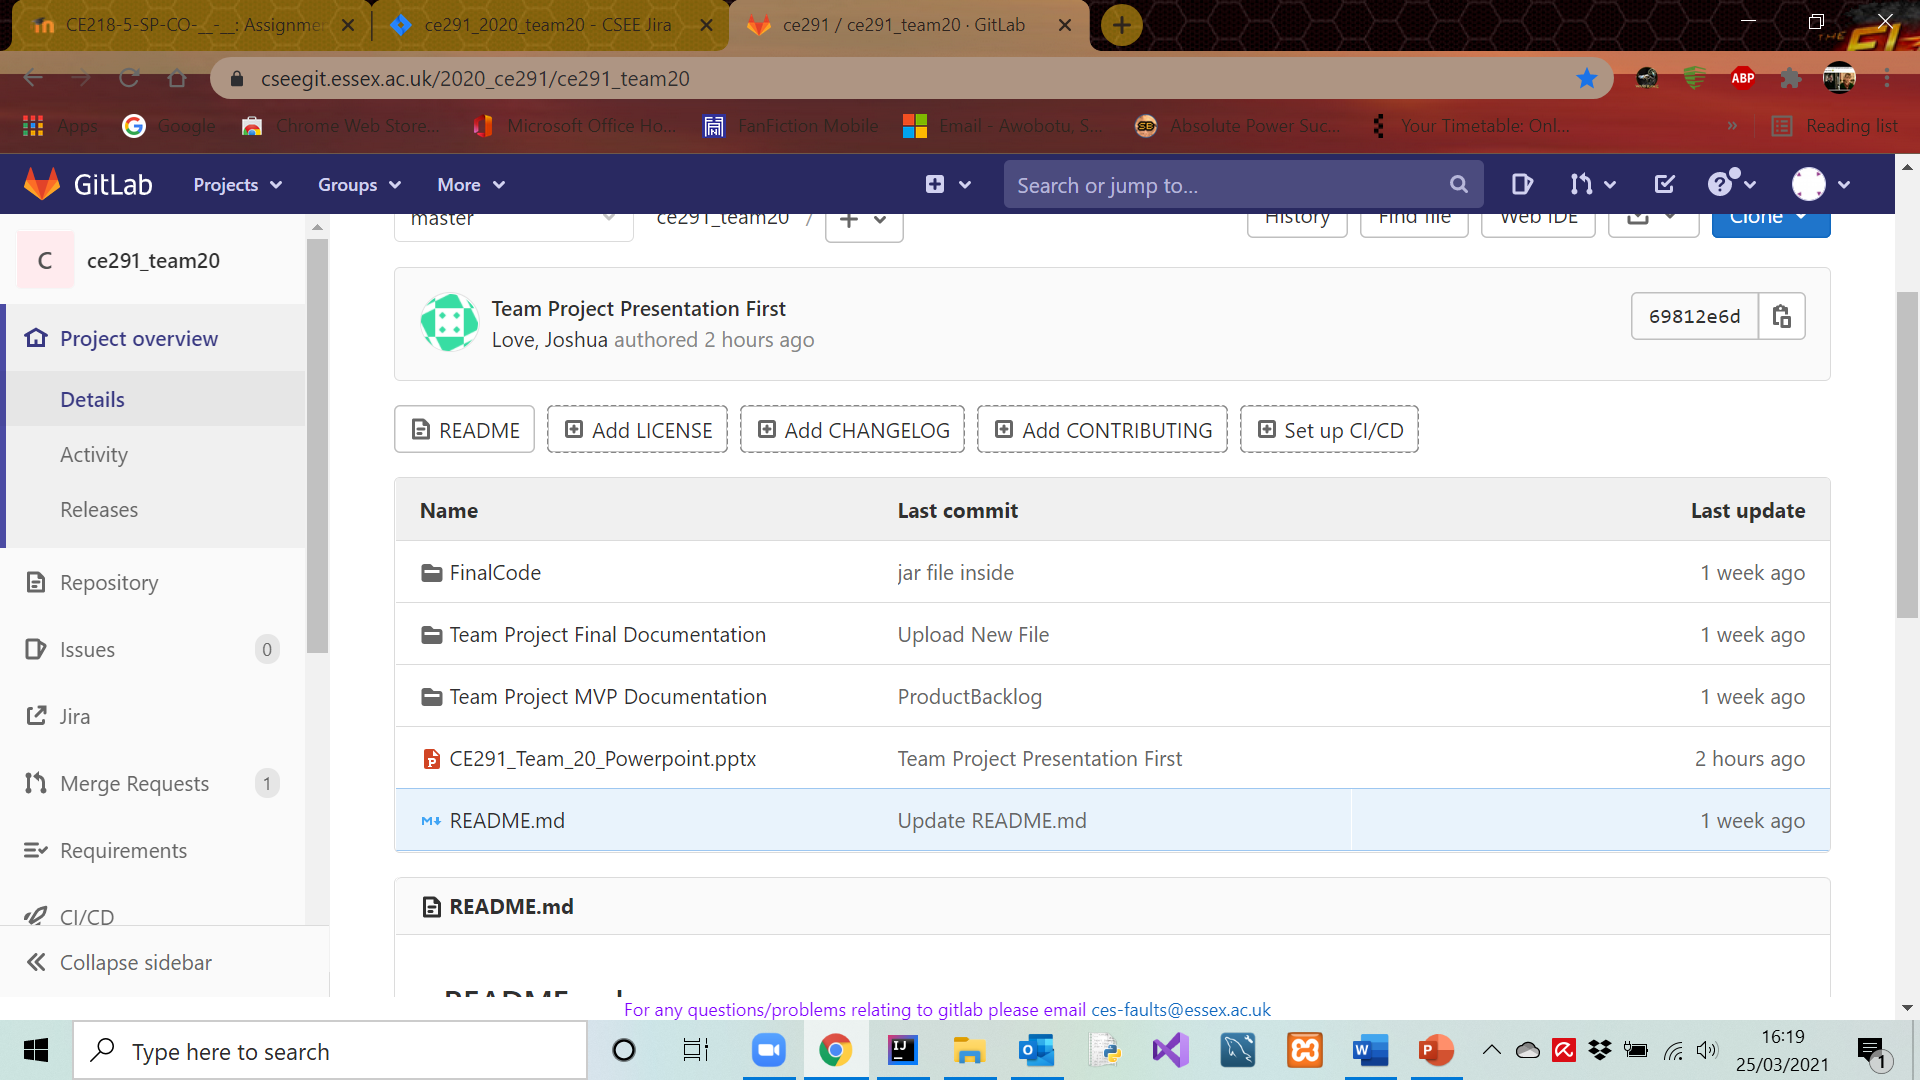 CE218-5-SP-CO-__-__: Assignme
ce291_2020_team20 - CSEE Jira
ce291 / ce291_team20 · GitLab
cseegit.essex.ac.uk/2020_ce291/ce291_team20
ABP
Apps
Google
Chrome Web Store...
Microsoft Office Ho...
FanFiction Mobile
Email - Awobotu, S...
Absolute Power Suc...
Your Timetable: Onl...
»
Reading list
GitLab
Projects
Groups
More
Search or jump to...
master
ce291_team20 /
History
Find file
Web IDE
Clone
C
ce291_team20
Project overview
Details
Activity
Releases
Repository
Issues 0
Jira
Merge Requests 1
Requirements
CI/CD
Collapse sidebar
Team Project Presentation First
Love, Joshua authored 2 hours ago
69812e6d
README
Add LICENSE
Add CHANGELOG
Add CONTRIBUTING
Set up CI/CD
Name Last commit Last update
FinalCode jar file inside 1 week ago
Team Project Final Documentation Upload New File 1 week ago
Team Project MVP Documentation ProductBacklog 1 week ago
CE291_Team_20_Powerpoint.pptx Team Project Presentation First 2 hours ago
README.md Update README.md 1 week ago
README.md
For any questions/problems relating to gitlab please email ces-faults@essex.ac.uk
Type here to search
16:19
25/03/2021
1